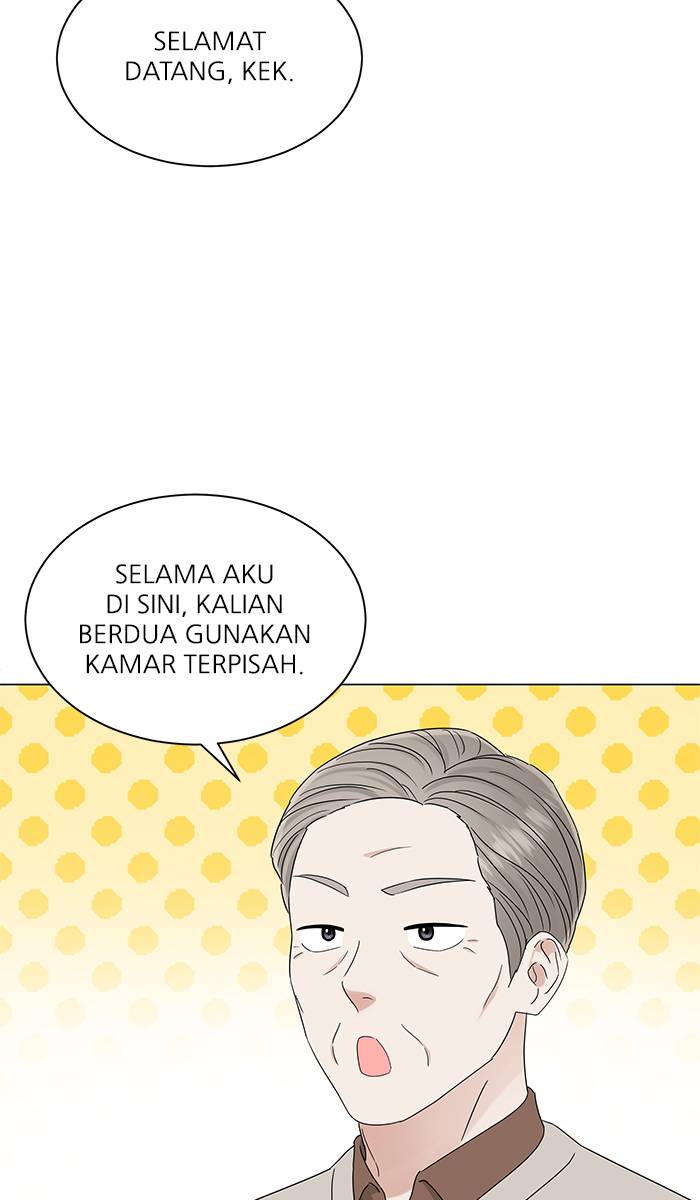 SELAMAT
DATANG, KEK.
SELAMA AKU
DI SINI, KALIAN
BERDUA GUNAKAN
KAMAR TERPISAH.